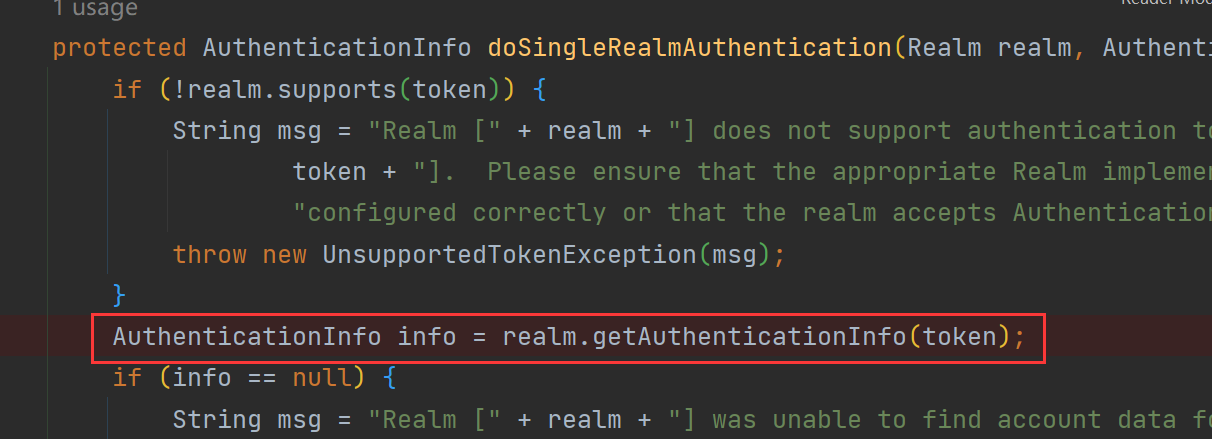 1 usage
Reader Mod
protected AuthenticationInfo doSingleRealmAuthentication(Realm realm, Authenti
if (!realm.supports(token)) {
String msg = "Realm [" + realm + "] does not support authentication to
token + "].  Please ensure that the appropriate Realm implemen
"configured correctly or that the realm accepts Authentication
throw new UnsupportedTokenException(msg);
}
AuthenticationInfo info = realm.getAuthenticationInfo(token);
if (info == null) {
String msg = "Realm [" + realm + "] was unable to find account data fo